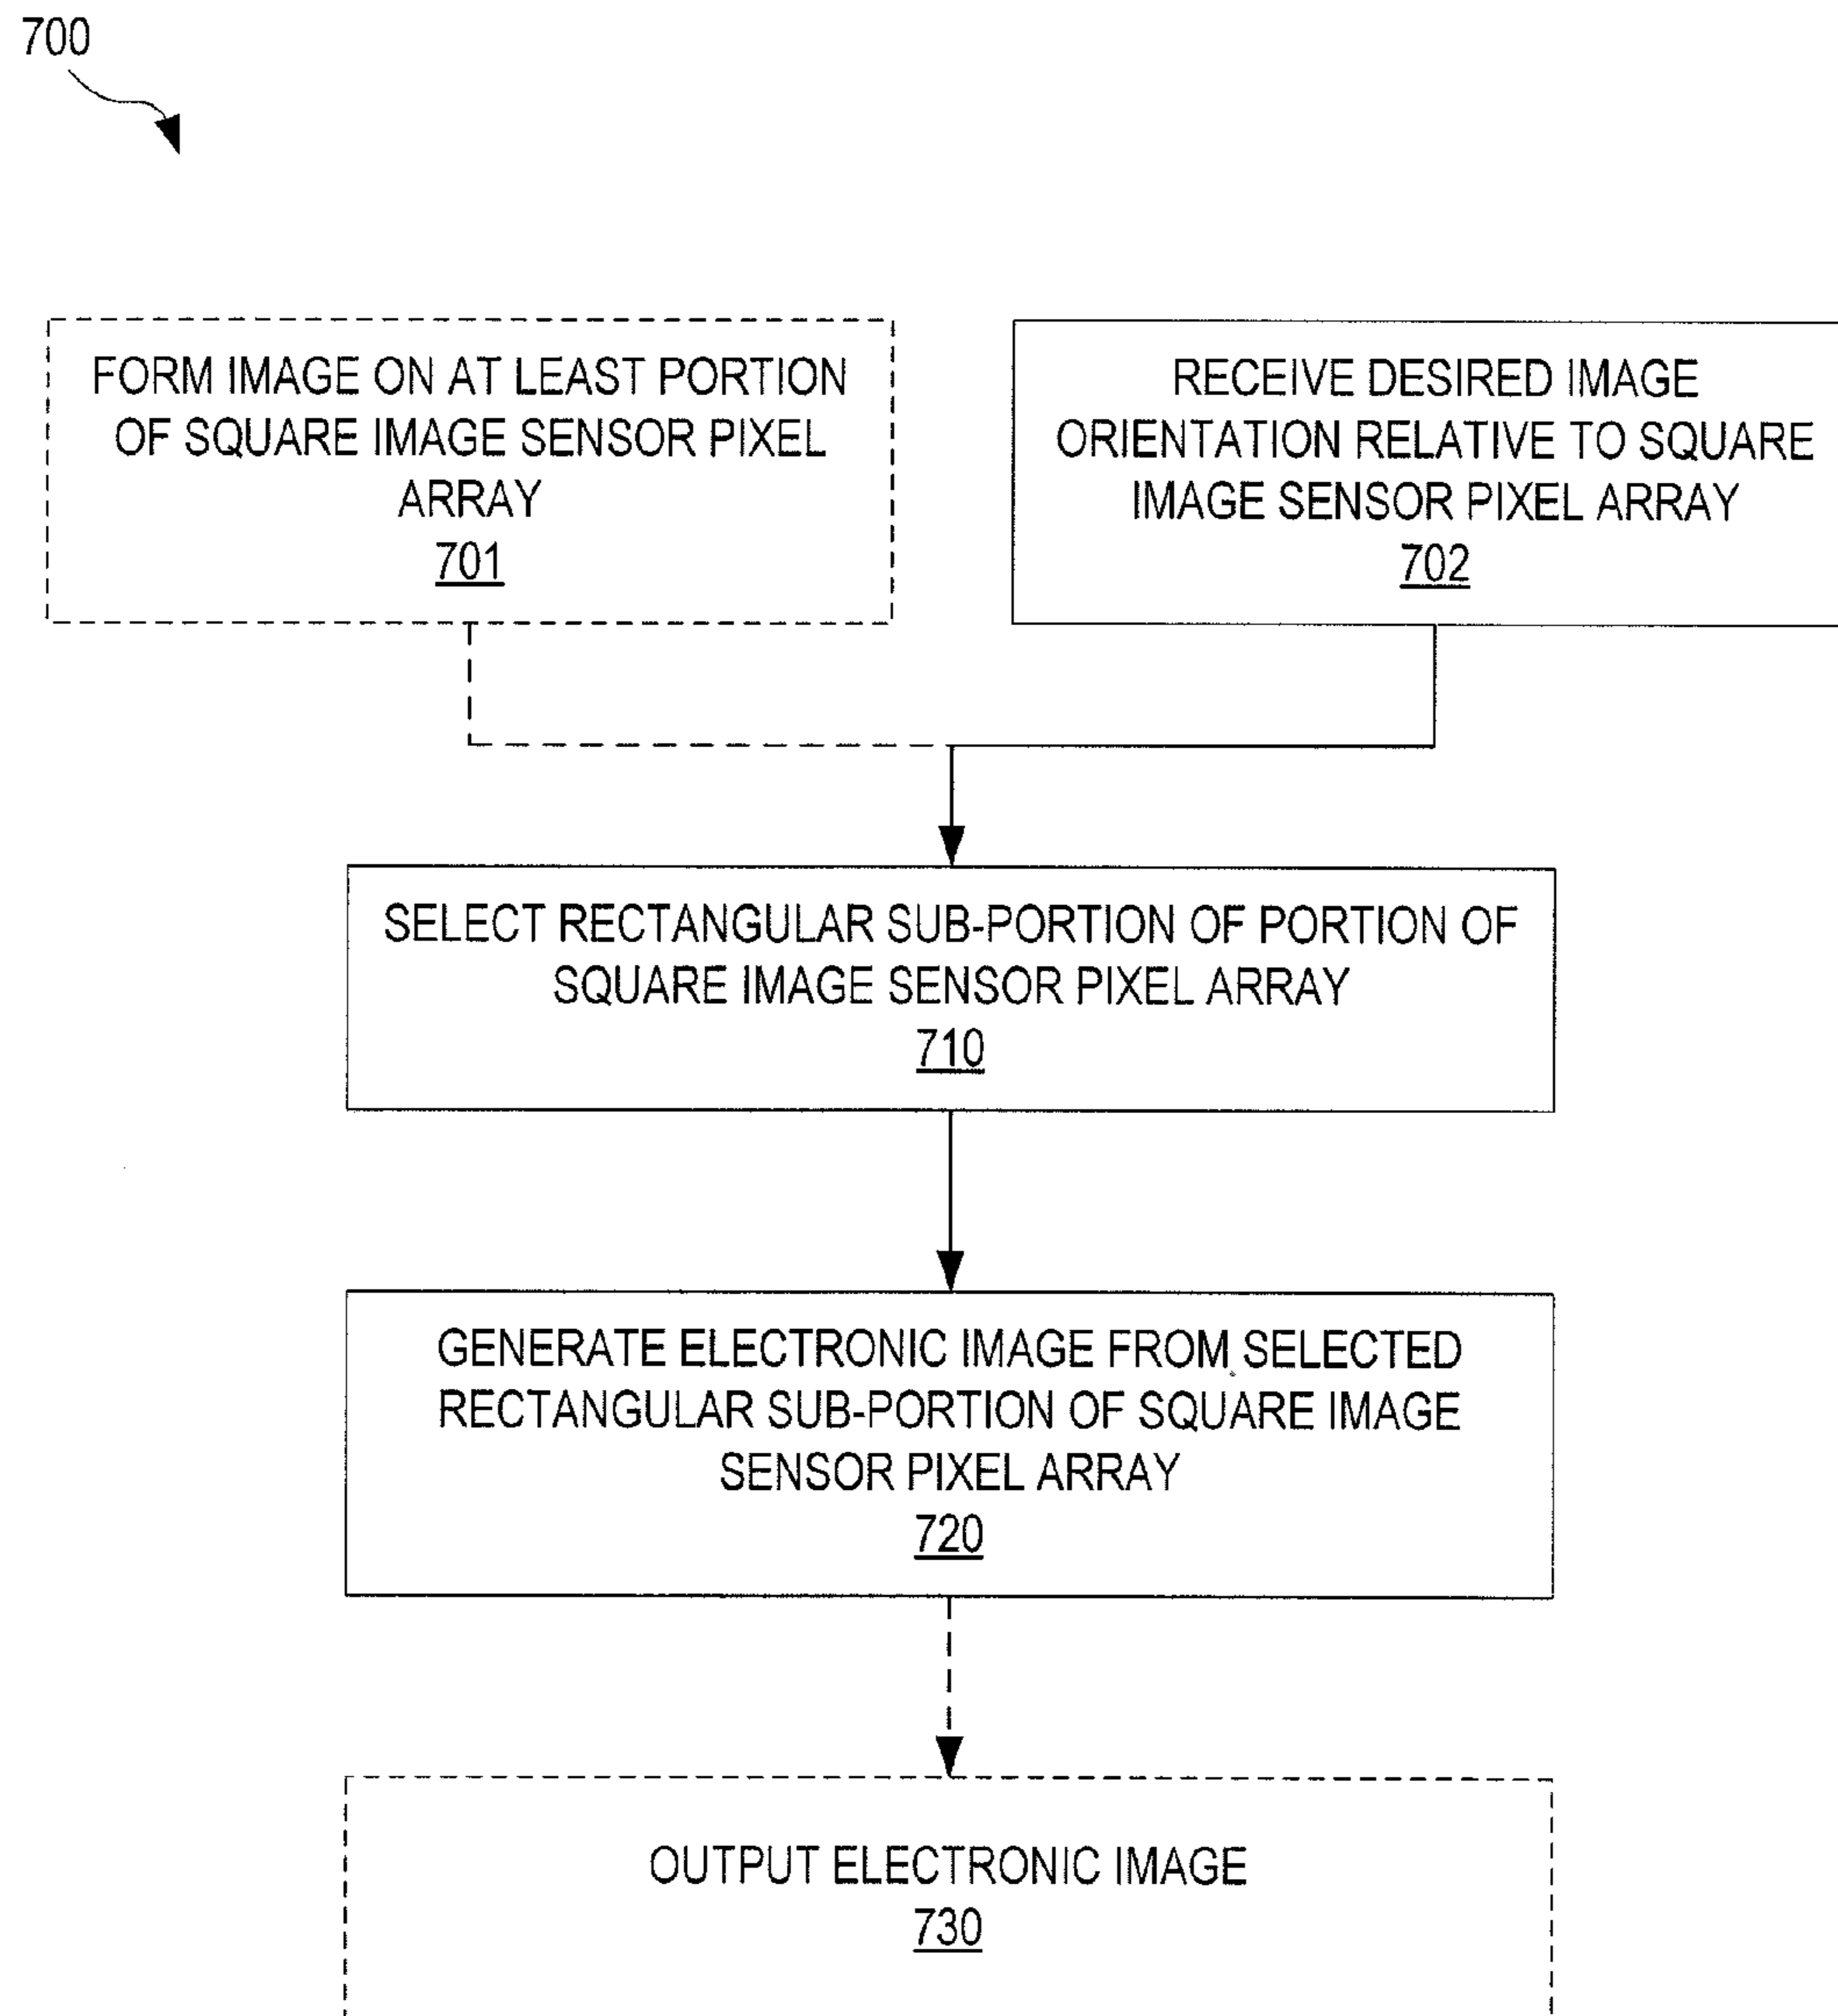 700
FORM IMAGE ON AT LEAST PORTION
OF SQUARE IMAGE SENSOR PIXEL
ARRAY
701
RECEIVE DESIRED IMAGE
ORIENTATION RELATIVE TO SQUARE
IMAGE SENSOR PIXEL ARRAY
702
SELECT RECTANGULAR SUB-PORTION OF PORTION OF
SQUARE IMAGE SENSOR PIXEL ARRAY
710
GENERATE ELECTRONIC IMAGE FROM SELECTED
RECTANGULAR SUB-PORTION OF SQUARE IMAGE
SENSOR PIXEL ARRAY
720
OUTPUT ELECTRONIC IMAGE
730